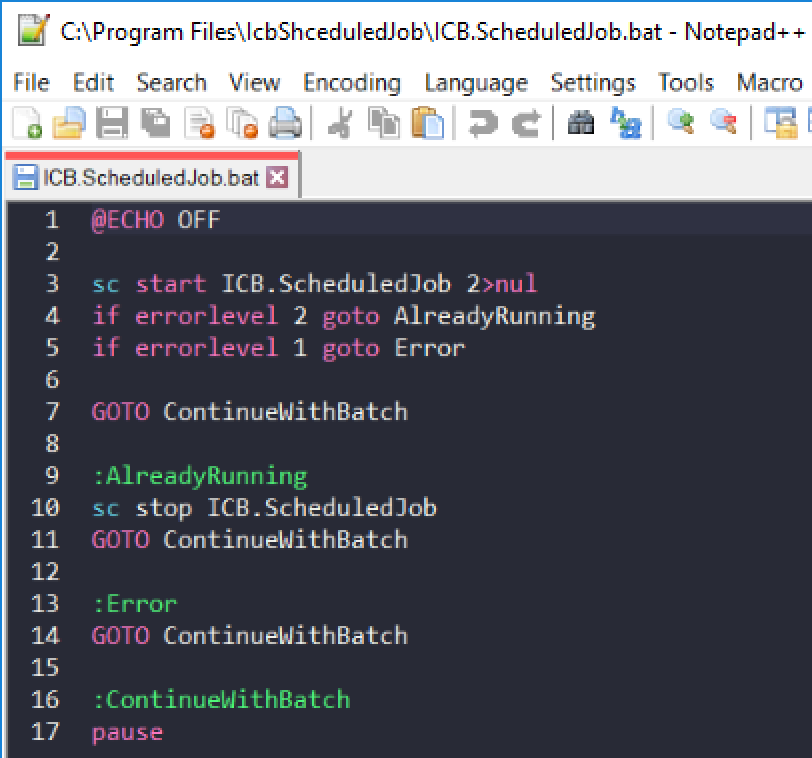 C:\Program Files\IcbShceduledJob\ICB.ScheduledJob.bat - Notepad++
File Edit Search View Encoding Language Settings Tools Macro
ICB.ScheduledJob.bat
1 @ECHO OFF
2
3 sc start ICB.ScheduledJob 2>nul
4 if errorlevel 2 goto AlreadyRunning
5 if errorlevel 1 goto Error
6
7 GOTO ContinueWithBatch
8
9 :AlreadyRunning
10 sc stop ICB.ScheduledJob
11 GOTO ContinueWithBatch
12
13 :Error
14 GOTO ContinueWithBatch
15
16 :ContinueWithBatch
17 pause